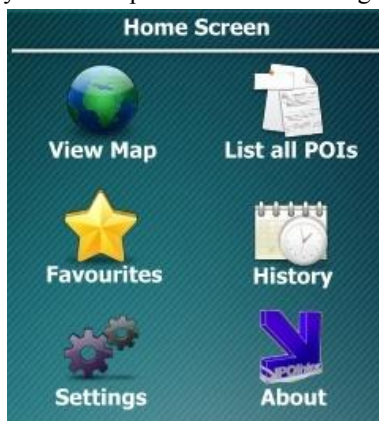 Home Screen
View Map
List all POIs
Favourites
History
Settings
About